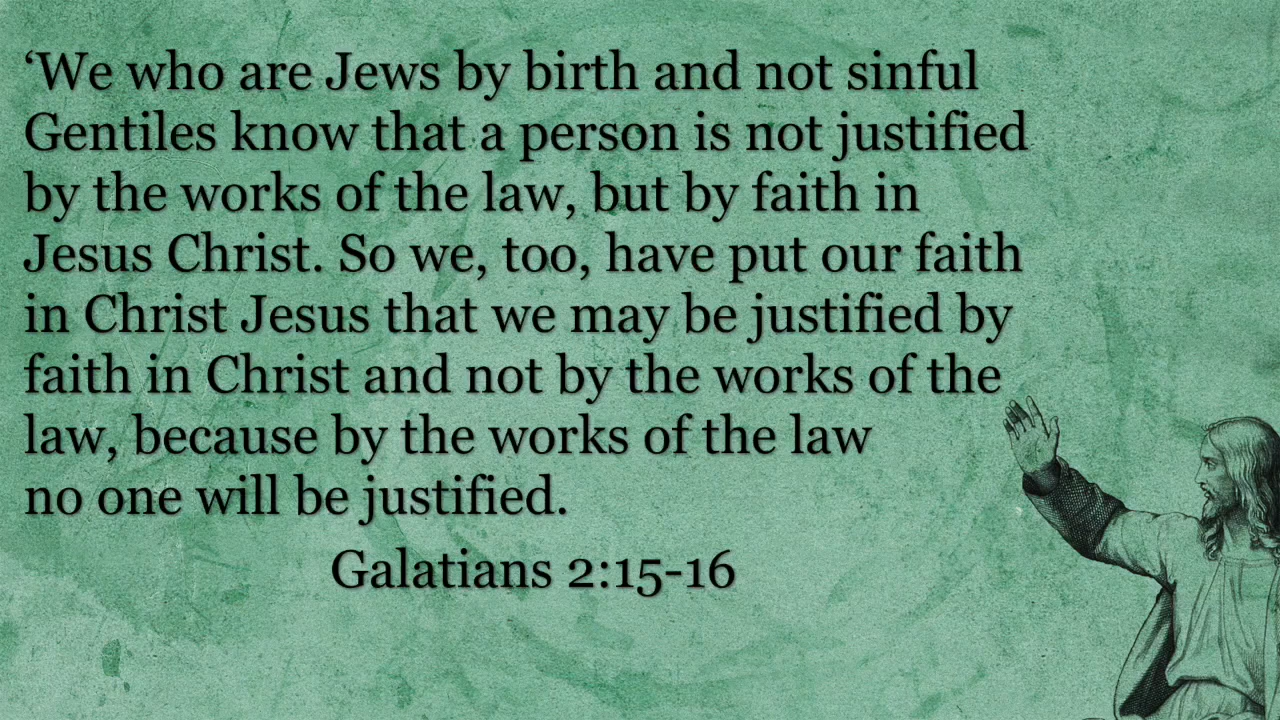 ‘We who are Jews by birth and not sinful
Gentiles know that a person is not justified
by the works of the law, but by faith in
Jesus Christ. So we, too, have put our faith
in Christ Jesus that we may be justified by
faith in Christ and not by the works of the
law, because by the works of the law
no one will be justified.
Galatians 2:15-16